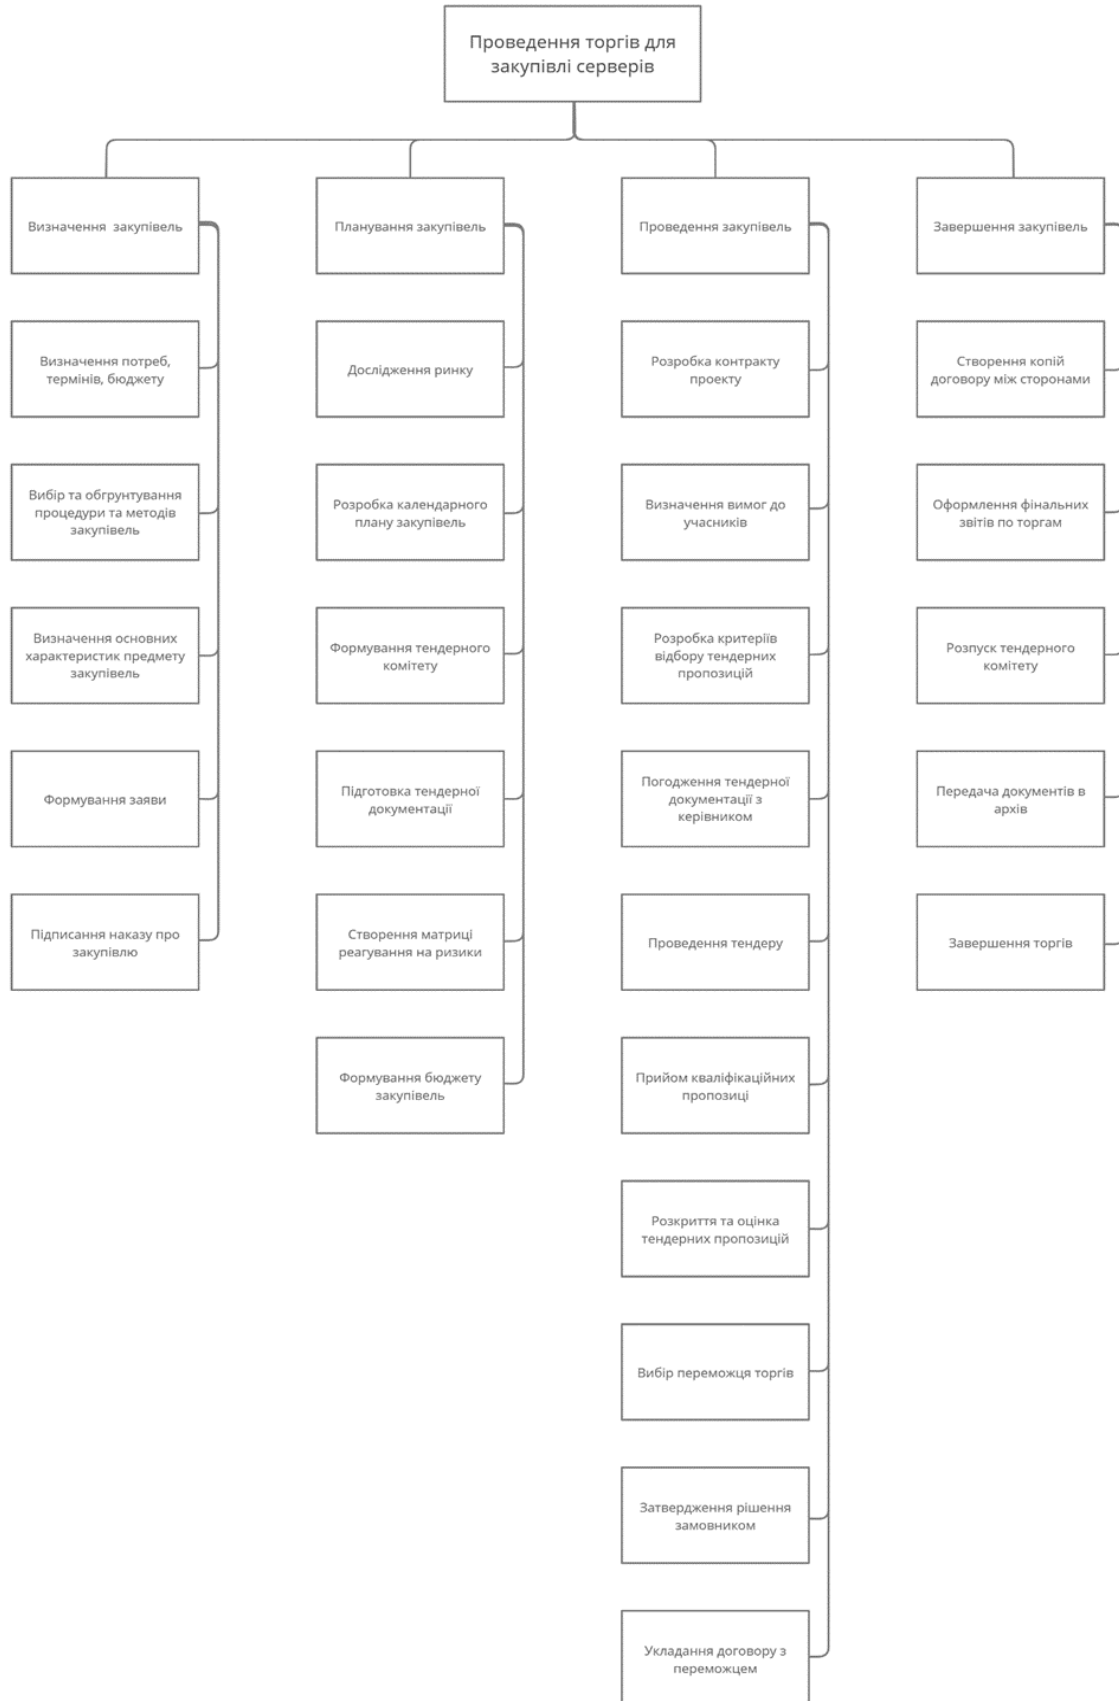 Проведення торгів для
закупівлі серверів
Визначення закупівель
Визначення потреб,
термінів, бюджету
Вибір та обгрунтування
процедури та методів
закупівель
Визначення основних
характеристик предмету
закупівель
Формування заяви
Підписання наказу про
закупівлю
Планування закупівель
Дослідження ринку
Розробка календарного
плану закупівель
Формування тендерного
комітету
Підготовка тендерної
документації
Створення матриці
реагування на ризики
Формування бюджету
закупівель
Проведення закупівель
Розробка контракту
проекту
Визначення вимог до
учасників
Розробка критеріїв
відбору тендерних
пропозицій
Погодження тендерної
документації з
керівником
Проведення тендеру
Прийом кваліфікаційних
пропозиці
Розкриття та оцінка
тендерних пропозицій
Вибір переможця торгів
Затвердження рішення
замовником
Укладання договору з
переможцем
Завершення закупівель
Створення копій
договору між сторонами
Оформлення фінальних
звітів по торгам
Розпуск тендерного
комітету
Передача документів в
архів
Завершення торгів